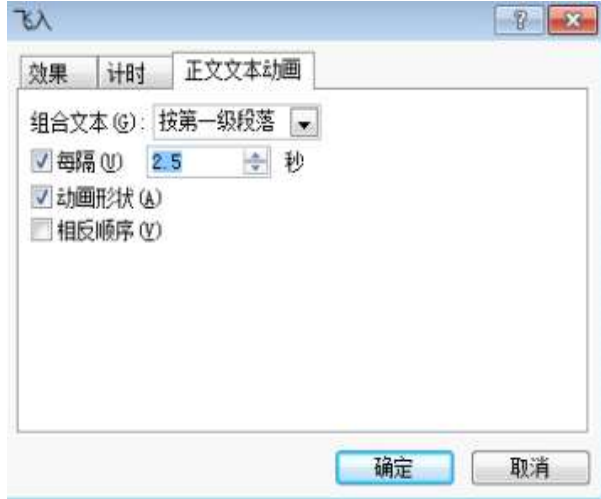 飞入
效果 计时 正文文本动画
组合文本(G): 按第一级段落
每隔(U) 2.5 秒
动画形状(A)
相反顺序(V)
确定 取消